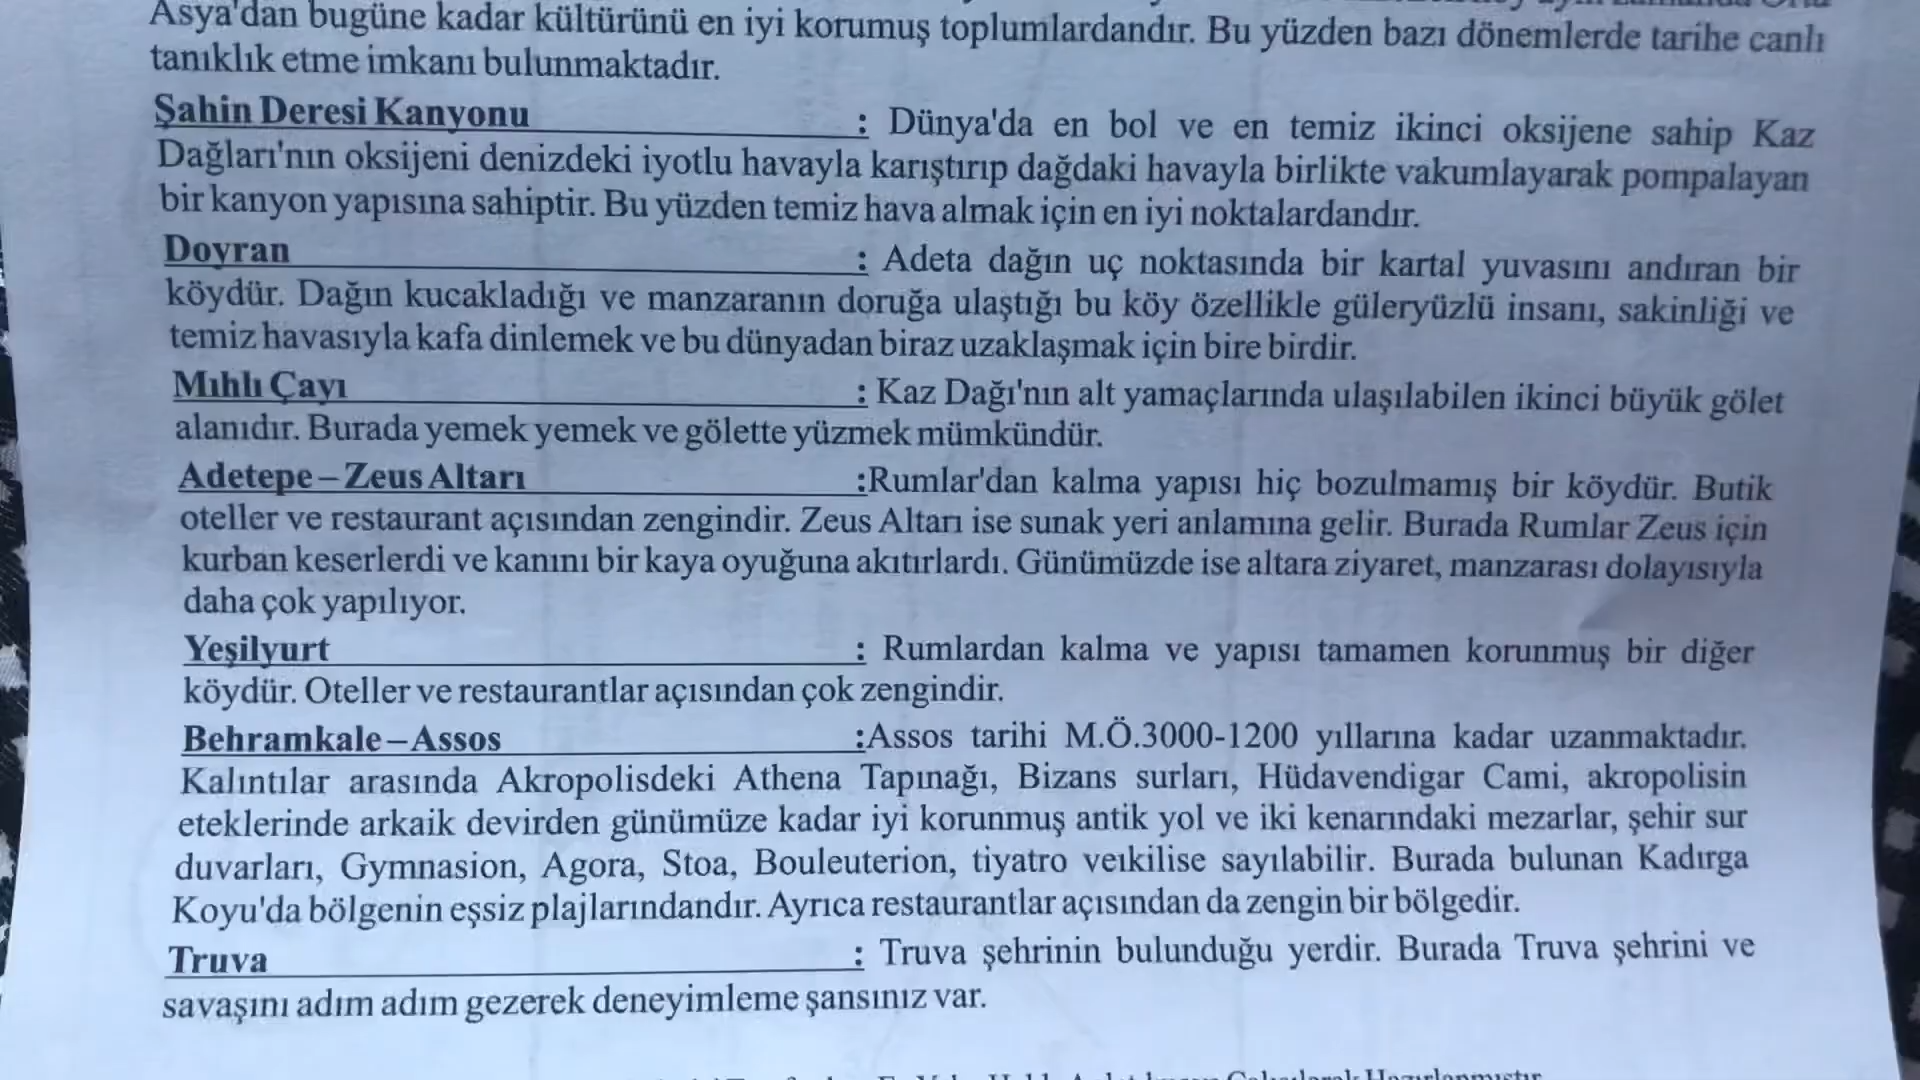 Asya'dan bugüne kadar kültürünü en iyi korumuş toplumlardandır. Bu yüzden bazı dönemlerde tarihe canlı
tanıklık etme imkanı bulunmaktadır.
Şahin Deresi Kanyonu : Dünya'da en bol ve en temiz ikinci oksijene sahip Kaz
Dağları'nın oksijeni denizdeki iyotlu havayla karıştırıp dağdaki havayla birlikte vakumlayarak pompalayan
bir kanyon yapısına sahiptir. Bu yüzden temiz hava almak için en iyi noktalardandır.
Doyran : Adeta dağın uç noktasında bir kartal yuvasını andıran bir
köydür. Dağın kucakladığı ve manzaranın doruğa ulaştığı bu köy özellikle güleryüzlü insanı, sakinliği ve
temiz havasıyla kafa dinlemek ve bu dünyadan biraz uzaklaşmak için bire birdir.
Mıhlı Çayı : Kaz Dağı'nın alt yamaçlarında ulaşılabilen ikinci büyük gölet
alanıdır. Burada yemek yemek ve gölette yüzmek mümkündür.
Adetepe – Zeus Altarı :Rumlar'dan kalma yapısı hiç bozulmamış bir köydür. Butik
oteller ve restaurant açısından zengindir. Zeus Altarı ise sunak yeri anlamına gelir. Burada Rumlar Zeus için
kurban keserlerdi ve kanını bir kaya oyuğuna akıtırlardı. Günümüzde ise altara ziyaret, manzarası dolayısıyla
daha çok yapılıyor.
Yeşilyurt : Rumlardan kalma ve yapısı tamamen korunmuş bir diğer
köydür. Oteller ve restaurantlar açısından çok zengindir.
Behramkale – Assos :Assos tarihi M.Ö.3000-1200 yıllarına kadar uzanmaktadır.
Kalıntılar arasında Akropolisdeki Athena Tapınağı, Bizans surları, Hüdavendigar Cami, akropolisin
eteklerinde arkaik devirden günümüze kadar iyi korunmuş antik yol ve iki kenarındaki mezarlar, şehir sur
duvarları, Gymnasion, Agora, Stoa, Bouleuterion, tiyatro veıkilise sayılabilir. Burada bulunan Kadırga
Koyu'da bölgenin eşsiz plajlarındandır. Ayrıca restaurantlar açısından da zengin bir bölgedir.
Truva : Truva şehrinin bulunduğu yerdir. Burada Truva şehrini ve
savaşını adım adım gezerek deneyimleme şansınız var.